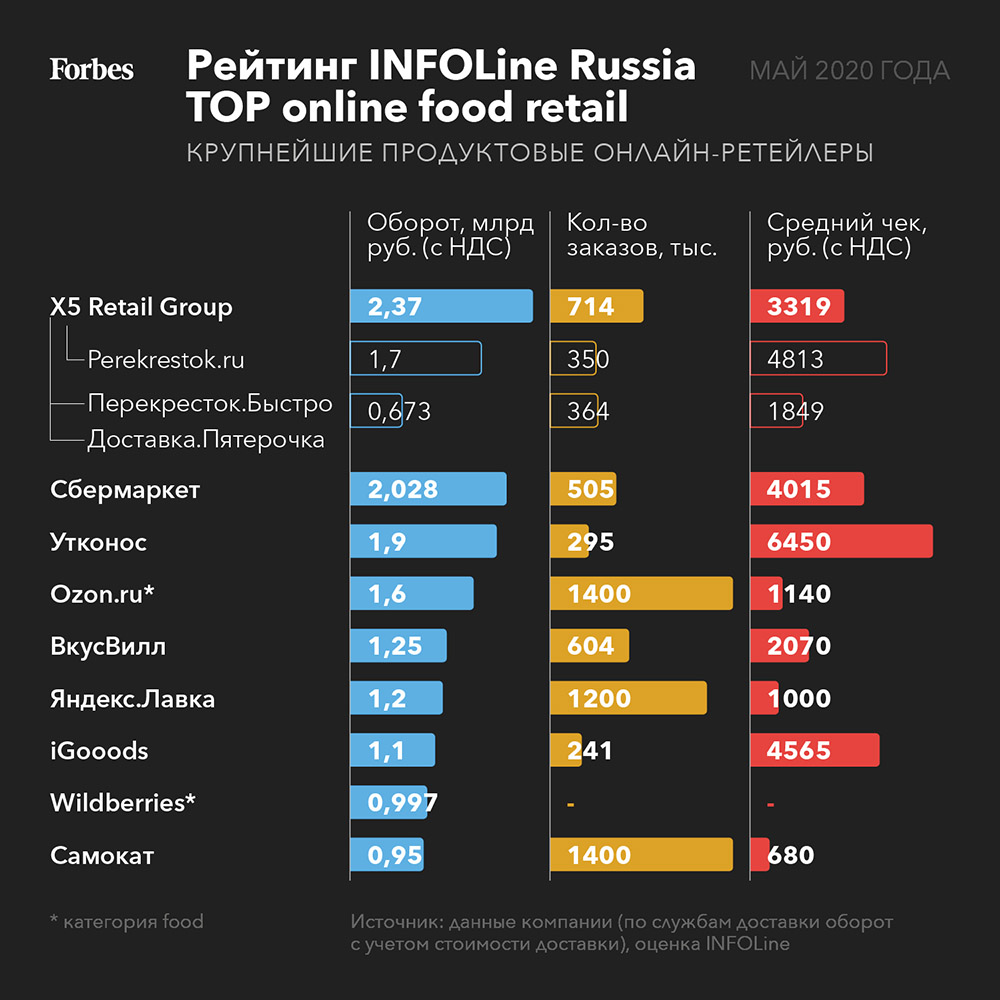 Forbes
Рейтинг INFOLine Russia
TOP online food retail
МАЙ 2020 ГОДА
КРУПНЕЙШИЕ ПРОДУКТОВЫЕ ОНЛАЙН-РЕТЕЙЛЕРЫ
Оборот, млрд
руб. (с НДС)
Кол-во
заказов, тыс.
Средний чек,
руб. (с НДС)
X5 Retail Group 2,37 714 3319
Perekrestok.ru 1,7 350 4813
Перекресток.Быстро 0,673 364 1849
Доставка.Пятерочка
Сбермаркет 2,028 505 4015
Утконос 1,9 295 6450
Ozon.ru* 1,6 1400 1140
ВкусВилл 1,25 604 2070
Яндекс.Лавка 1,2 1200 1000
iGooods 1,1 241 4565
Wildberries* 0,997 - -
Самокат 0,95 1400 680
* категория food
Источник: данные компании (по службам доставки оборот
с учетом стоимости доставки), оценка INFOLine